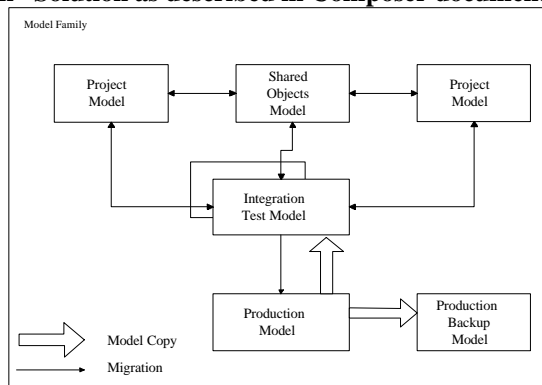 Solution as described in Composer document
Model Family
Project
Model
Shared
Objects
Model
Project
Model
Integration
Test Model
Production
Model
Production
Backup
Model
Model Copy
Migration